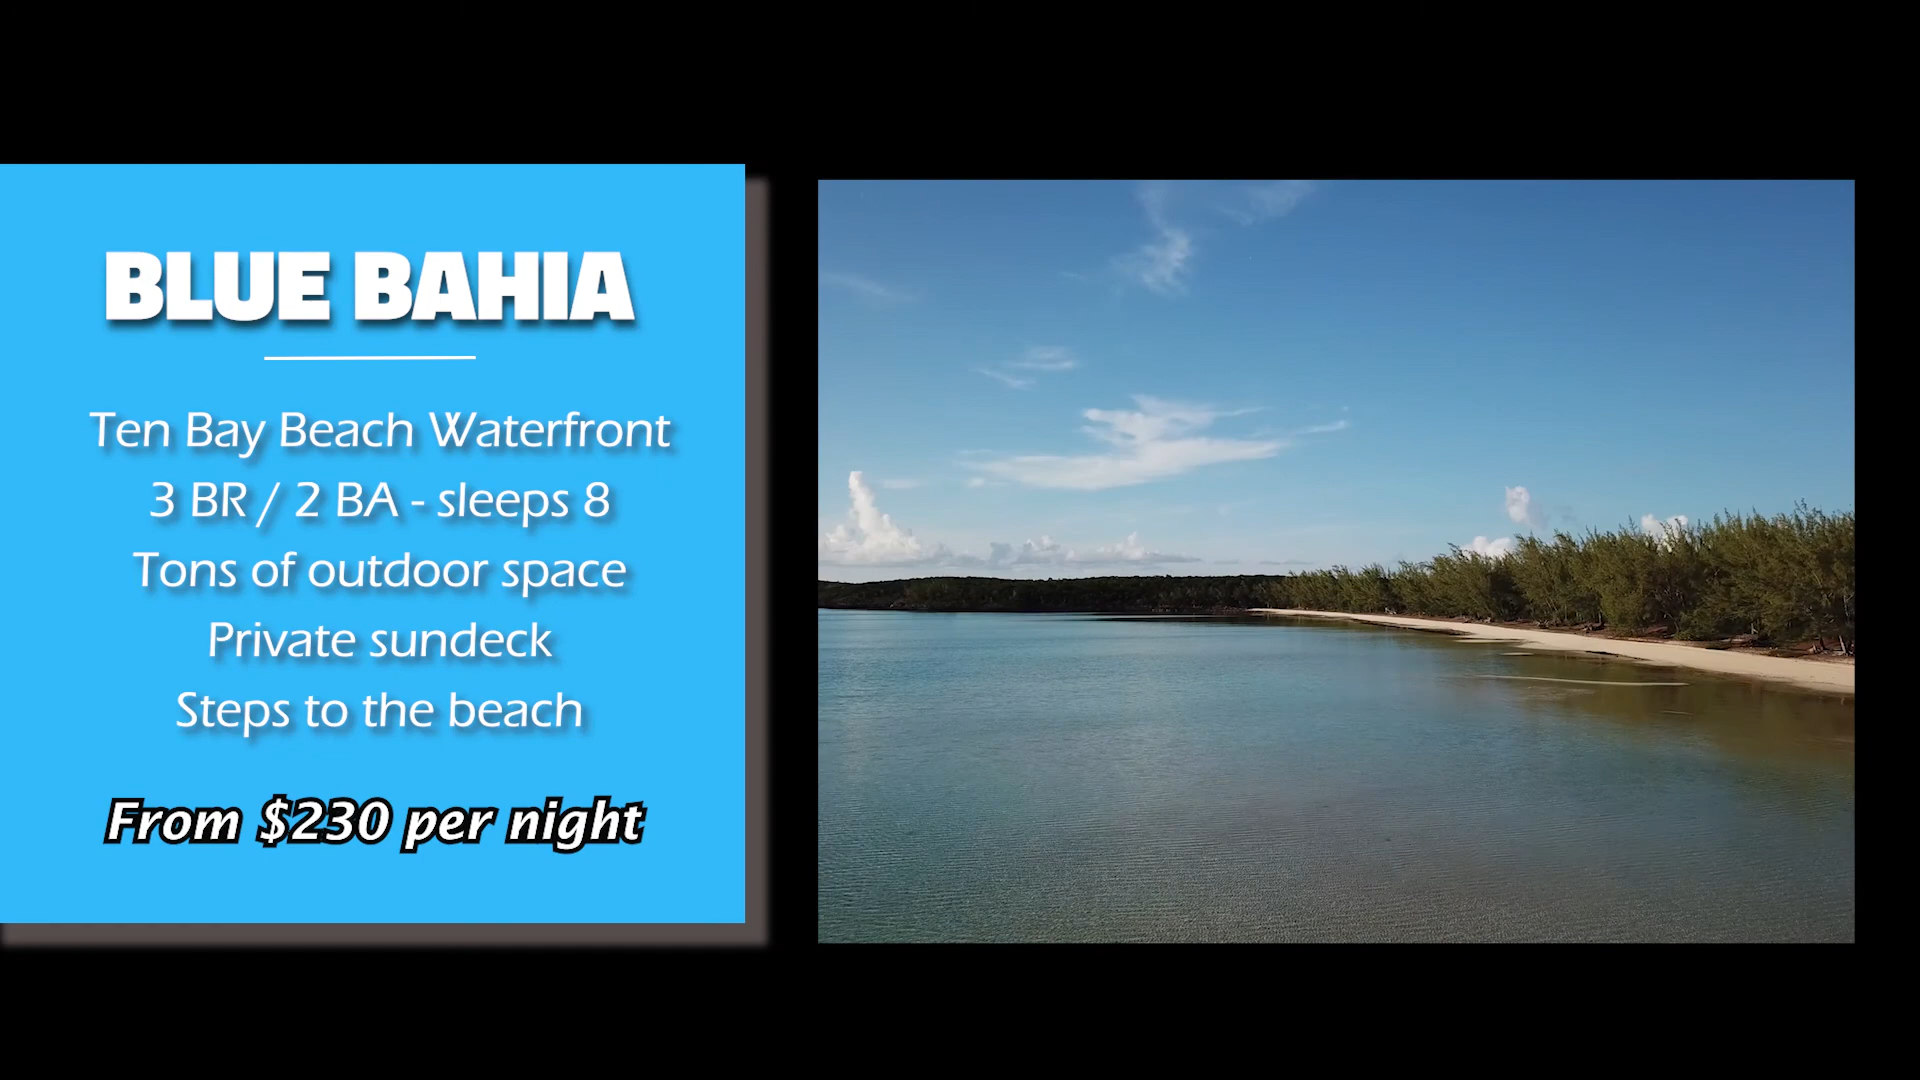 BLUE BAHIA
Ten Bay Beach Waterfront
3 BR / 2 BA - sleeps 8
Tons of outdoor space
Private sundeck
Steps to the beach
From $230 per night